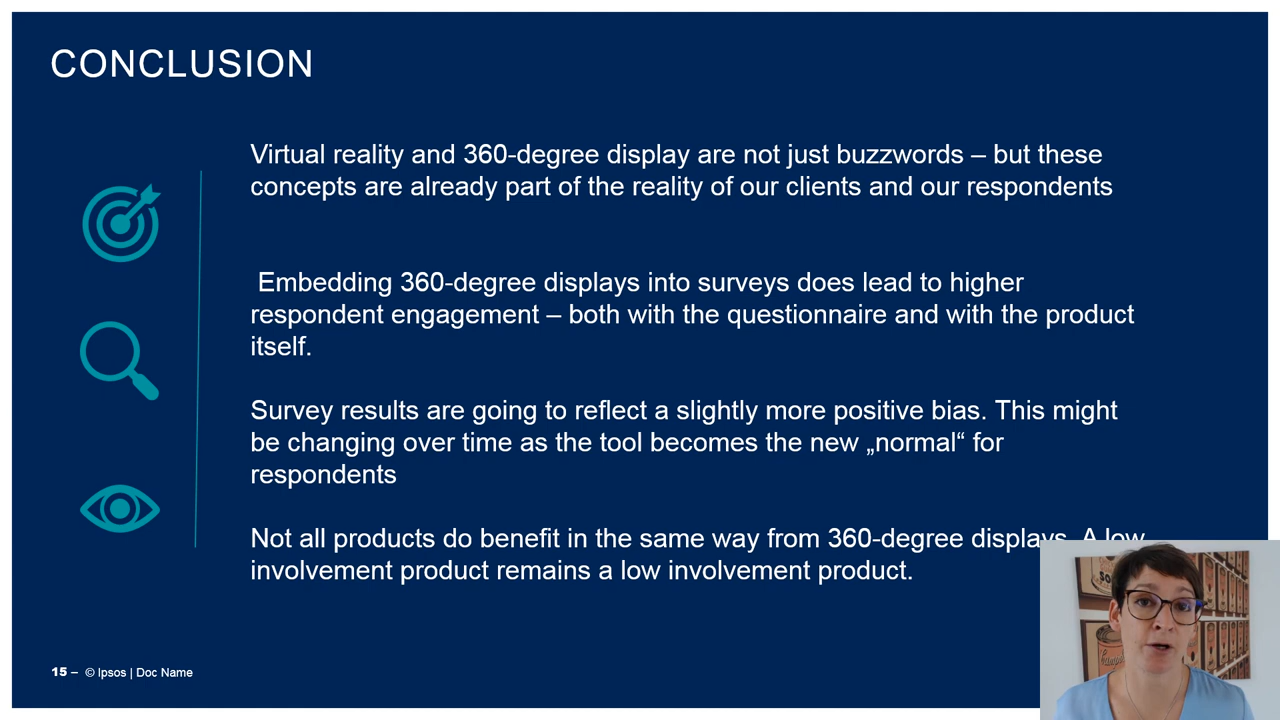 CONCLUSION
Virtual reality and 360-degree display are not just buzzwords – but these
concepts are already part of the reality of our clients and our respondents
Embedding 360-degree displays into surveys does lead to higher
respondent engagement – both with the questionnaire and with the product
itself.
Survey results are going to reflect a slightly more positive bias. This might
be changing over time as the tool becomes the new „normal“ for
respondents
Not all products do benefit in the same way from 360-degree displays. A low
involvement product remains a low involvement product.
15 – © Ipsos | Doc Name